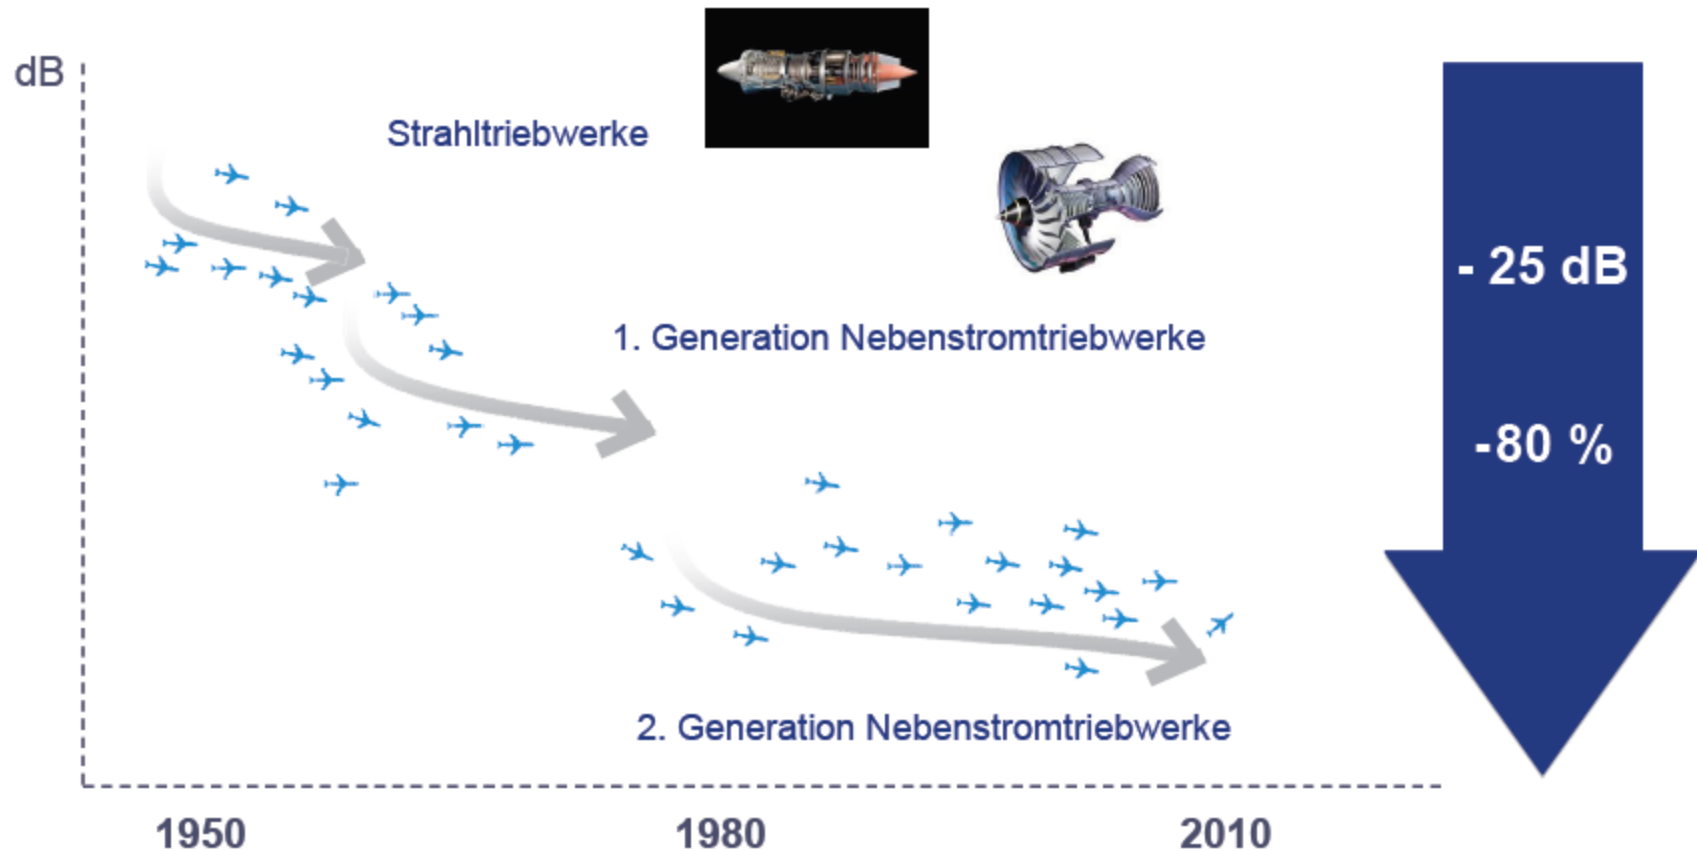 dB
Strahltriebwerke
- 25 dB
1. Generation Nebenstromtriebwerke
-80 %
2. Generation Nebenstromtriebwerke
1950
1980
2010